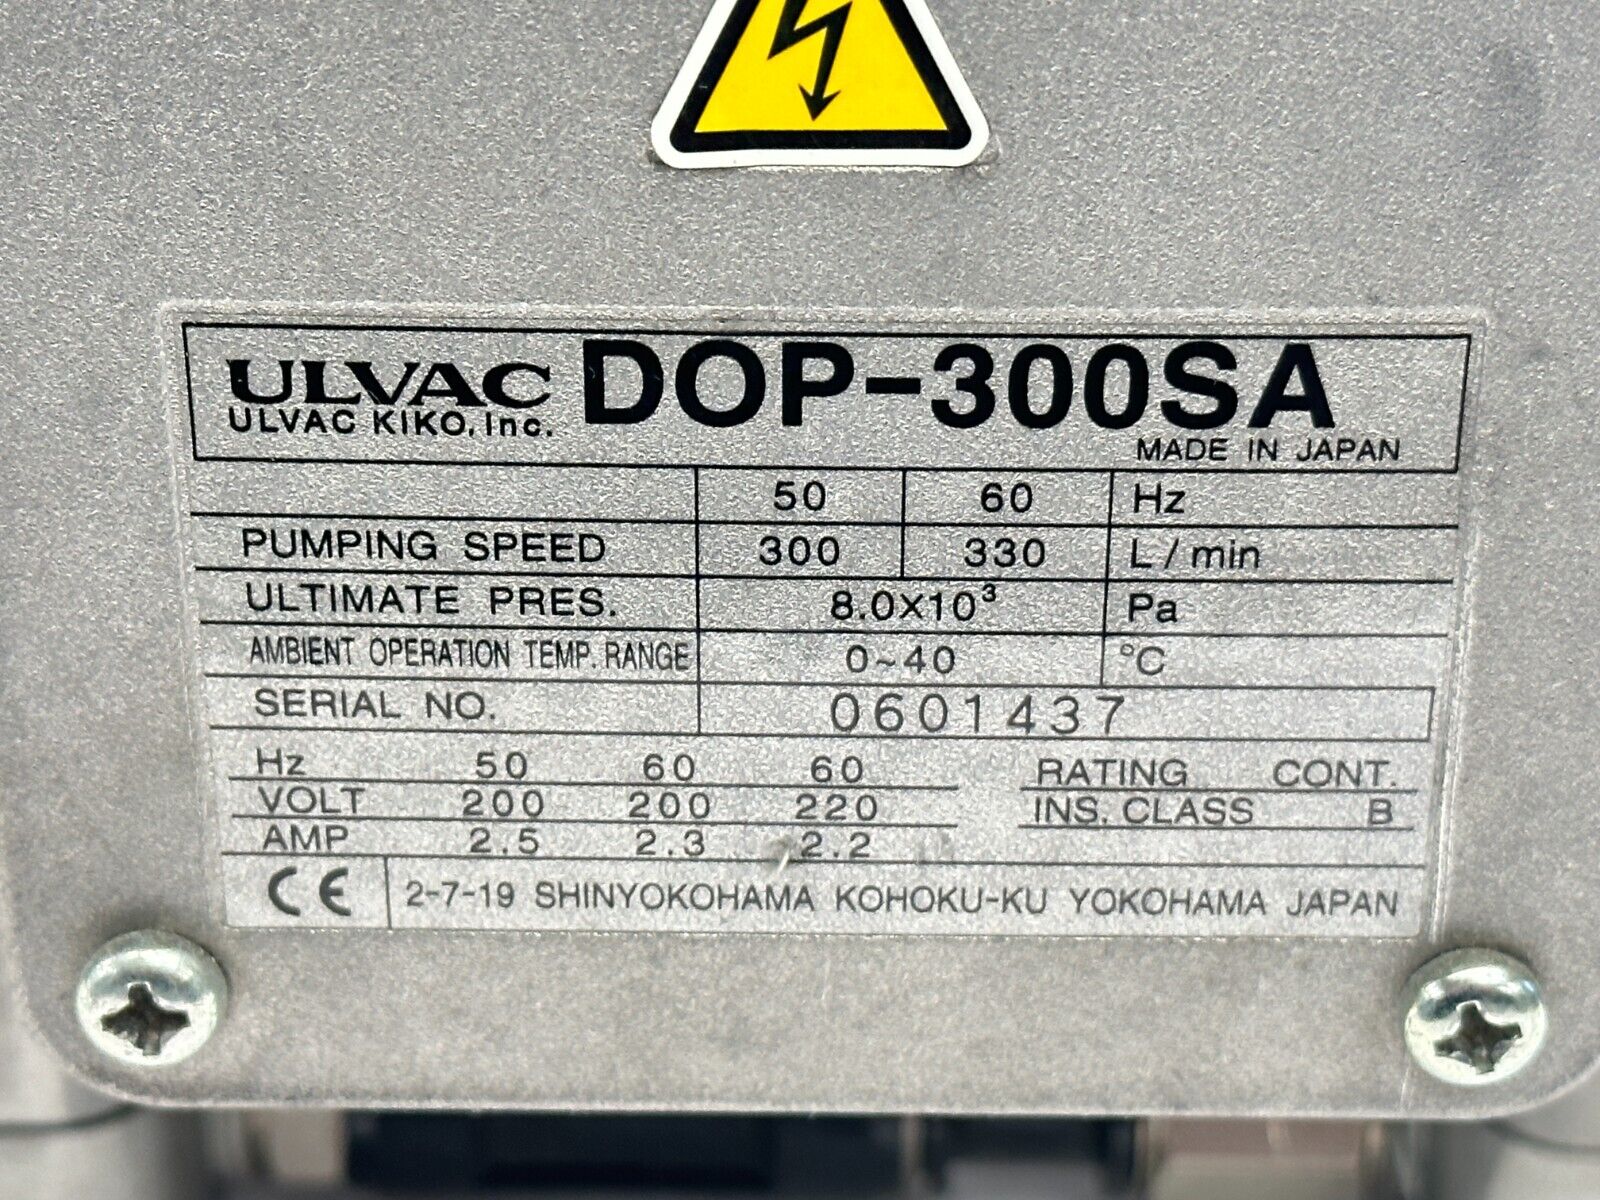 ULVAC DOP-300SA
ULVAC KIKO, Inc.
MADE IN JAPAN
50 60 Hz
PUMPING SPEED 300 330 L/min
ULTIMATE PRES. 8.0X10³ Pa
AMBIENT OPERATION TEMP. RANGE 0~40 °C
SERIAL NO. 0601437
Hz 50 60 60 RATING CONT.
VOLT 200 200 220 INS. CLASS B
AMP 2.5 2.3 2.2
CE 2-7-19 SHINYOKOHAMA KOHOKU-KU YOKOHAMA JAPAN